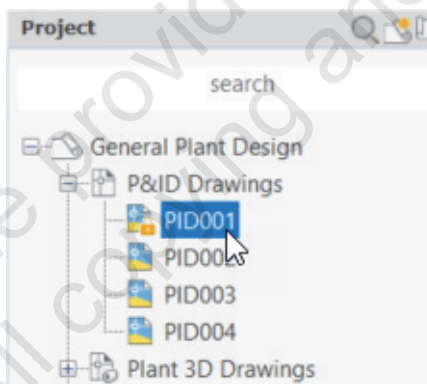 Project
search
General Plant Design
P&ID Drawings
PID001
PID002
PID003
PID004
Plant 3D Drawings